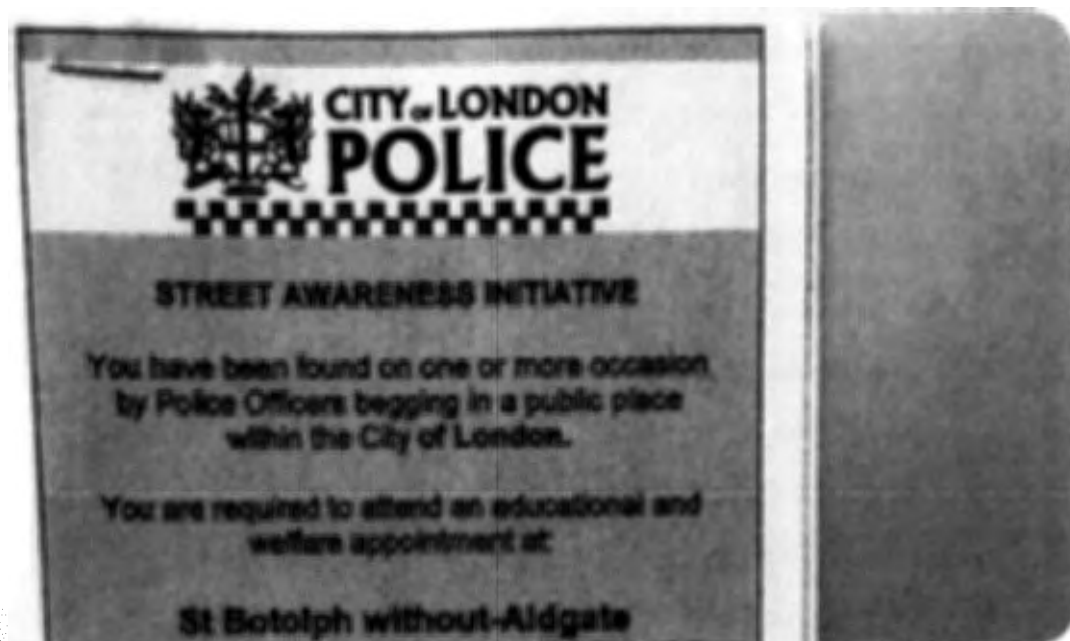 CITY OF LONDON
POLICE
STREET AWARENESS INITIATIVE
You have been found on one or more occasion
by Police Officers begging in a public place
within the City of London.
You are required to attend an educational and
welfare appointment at:
St Botolph without-Aldgate